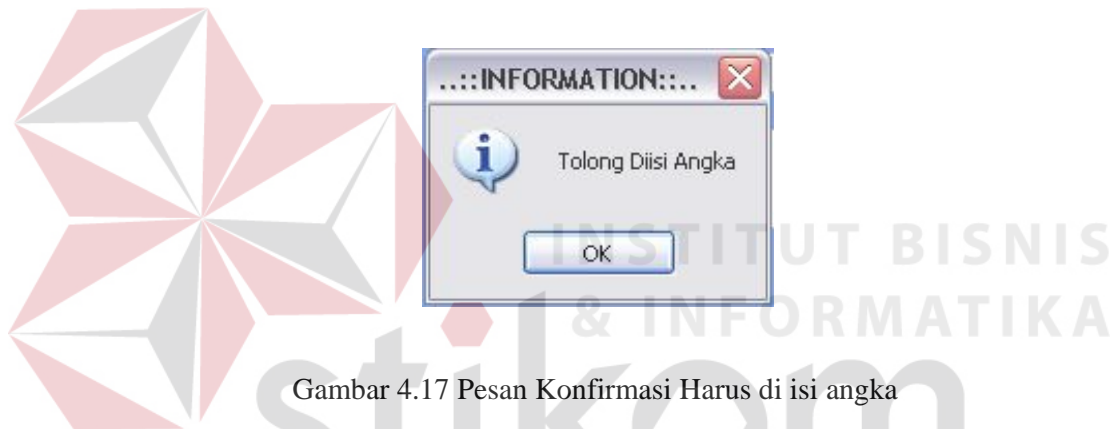 ..::INFORMATION::..
Tolong Diisi Angka
OK
INSTITUT BISNIS
& INFORMATIKA
stikom
Gambar 4.17 Pesan Konfirmasi Harus di isi angka